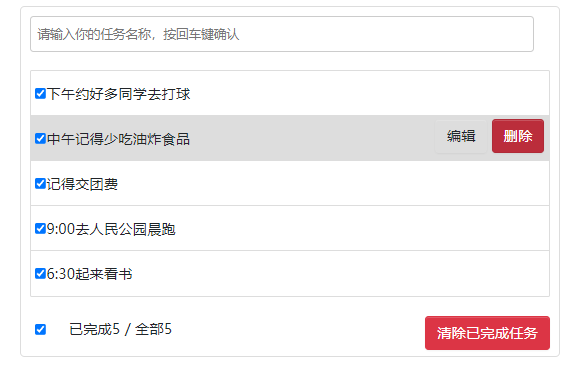 请输入你的任务名称，按回车键确认
下午约好多同学去打球
中午记得少吃油炸食品 编辑 删除
记得交团费
9:00去人民公园晨跑
6:30起来看书
已完成5 / 全部5 清除已完成任务